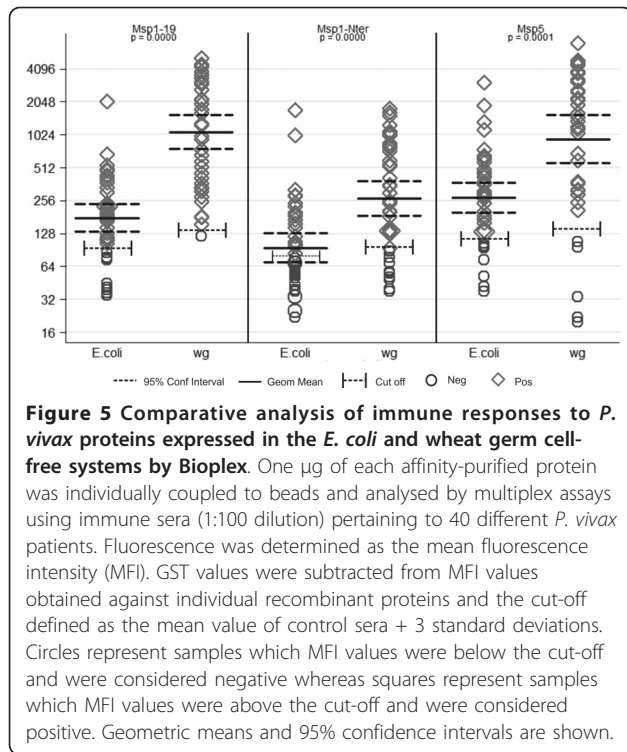 Msp1-19 Msp1-Nter Msp5
p = 0.0000 p = 0.0000 p = 0.0001
4096
2048
1024
512
256
128
64
32
16
E.coli wg E.coli wg E.coli wg
95% Conf Interval Geom Mean Cut off Neg Pos
Figure 5 Comparative analysis of immune responses to P.
vivax proteins expressed in the E. coli and wheat germ cell-
free systems by Bioplex. One µg of each affinity-purified protein
was individually coupled to beads and analysed by multiplex assays
using immune sera (1:100 dilution) pertaining to 40 different P. vivax
patients. Fluorescence was determined as the mean fluorescence
intensity (MFI). GST values were subtracted from MFI values
obtained against individual recombinant proteins and the cut-off
defined as the mean value of control sera + 3 standard deviations.
Circles represent samples which MFI values were below the cut-off
and were considered negative whereas squares represent samples
which MFI values were above the cut-off and were considered
positive. Geometric means and 95% confidence intervals are shown.